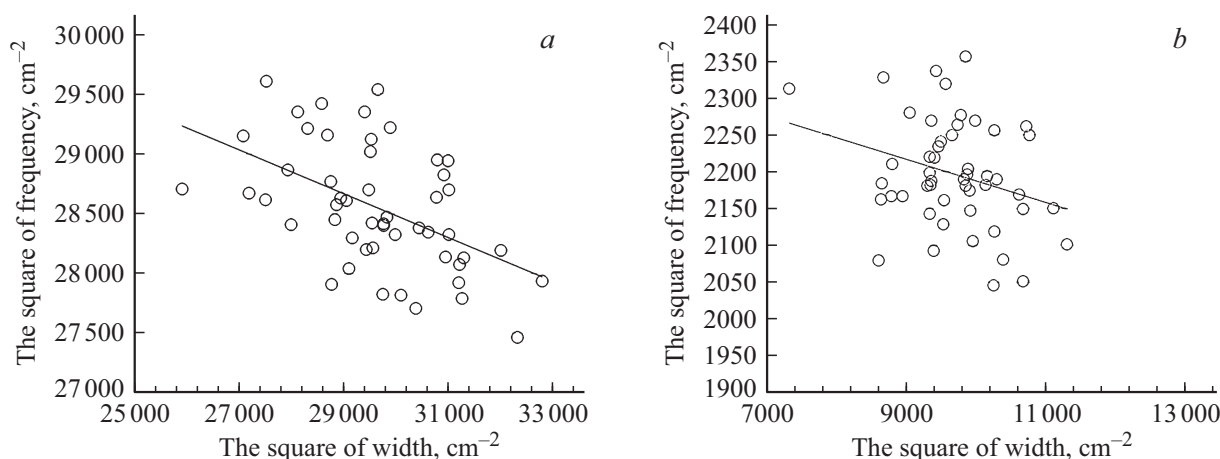 a
The square of frequency, cm−2
30 000
29 500
29 000
28 500
28 000
27 500
27 000
25 000 27 000 29 000 31 000 33 000
The square of width, cm−2
b
The square of frequency, cm−2
2400
2350
2300
2250
2200
2150
2100
2050
2000
1950
1900
7000 9000 11 000 13 000
The square of width, cm−2